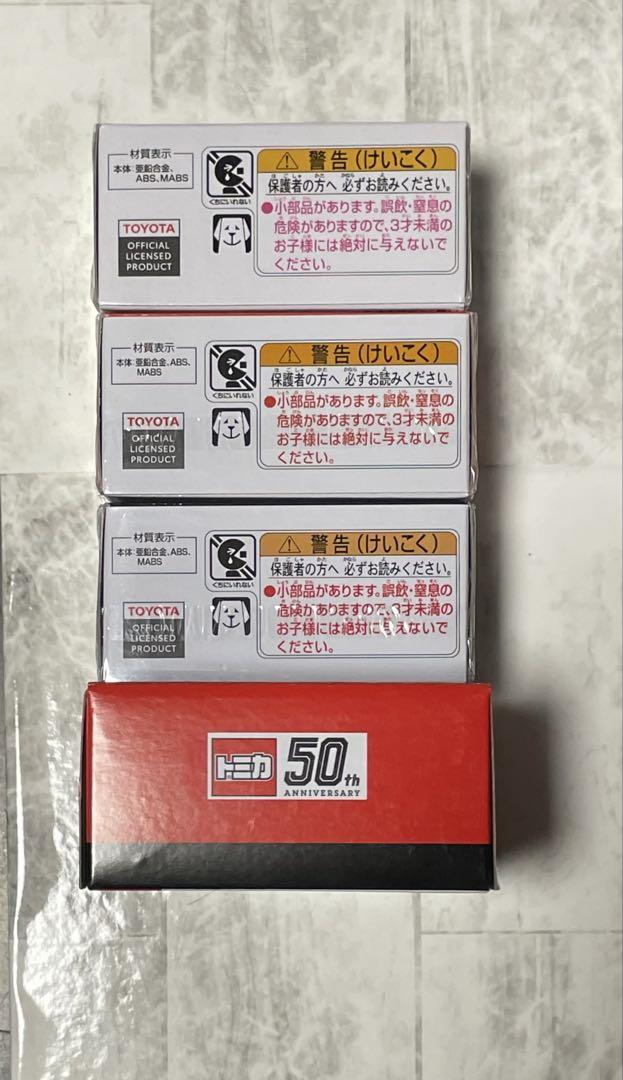 材質表示
本体:亜鉛合金、
ABS、MABS
TOYOTA
OFFICIAL
LICENSED
PRODUCT
くちにいれない
警告(けいこく)
保護者の方へ 必ずお読みください。
●小部品があります。誤飲・窒息の
危険がありますので、3才未満の
お子様には絶対に与えないで
ください。
材質表示
本体:亜鉛合金、ABS、
MABS
TOYOTA
OFFICIAL
LICENSED
PRODUCT
くちにいれない
警告(けいこく)
保護者の方へ 必ずお読みください。
●小部品があります。誤飲・窒息の
危険がありますので、3才未満の
お子様には絶対に与えないで
ください。
材質表示
本体:亜鉛合金、ABS、
MABS
TOYOTA
OFFICIAL
LICENSED
PRODUCT
くちにいれない
警告(けいこく)
保護者の方へ 必ずお読みください。
●小部品があります。誤飲・窒息の
危険がありますので、3才未満の
お子様には絶対に与えないで
ください。
トミカ 50th
ANNIVERSARY